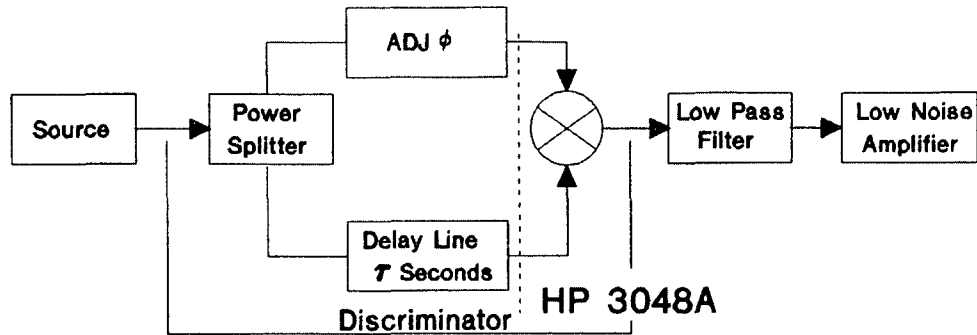 ADJ ϕ
Source
Power
Splitter
Low Pass
Filter
Low Noise
Amplifier
Delay Line
τ Seconds
HP 3048A
Discriminator